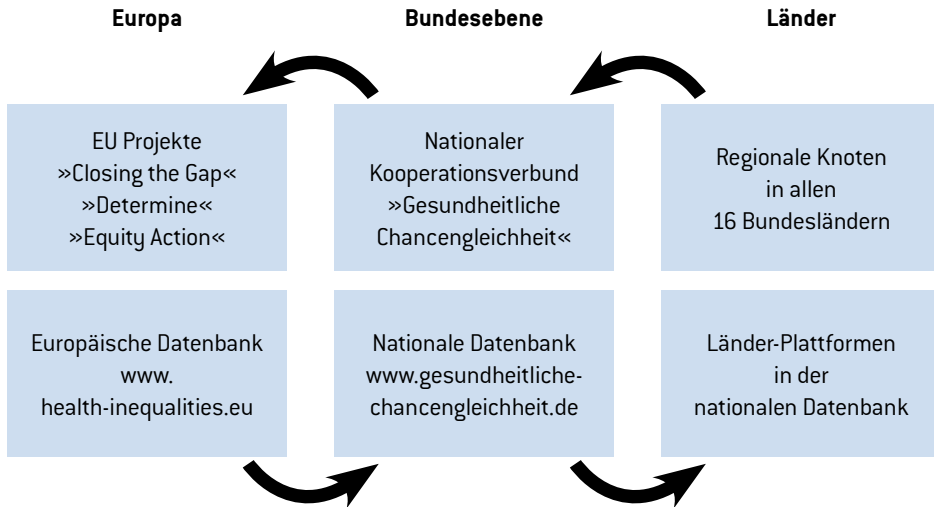 Europa
Bundesebene
Länder
EU Projekte
»Closing the Gap«
»Determine«
»Equity Action«
Nationaler
Kooperationsverbund
»Gesundheitliche
Chancengleichheit«
Regionale Knoten
in allen
16 Bundesländern
Europäische Datenbank
www.
health-inequalities.eu
Nationale Datenbank
www.gesundheitliche-
chancengleichheit.de
Länder-Plattformen
in der
nationalen Datenbank